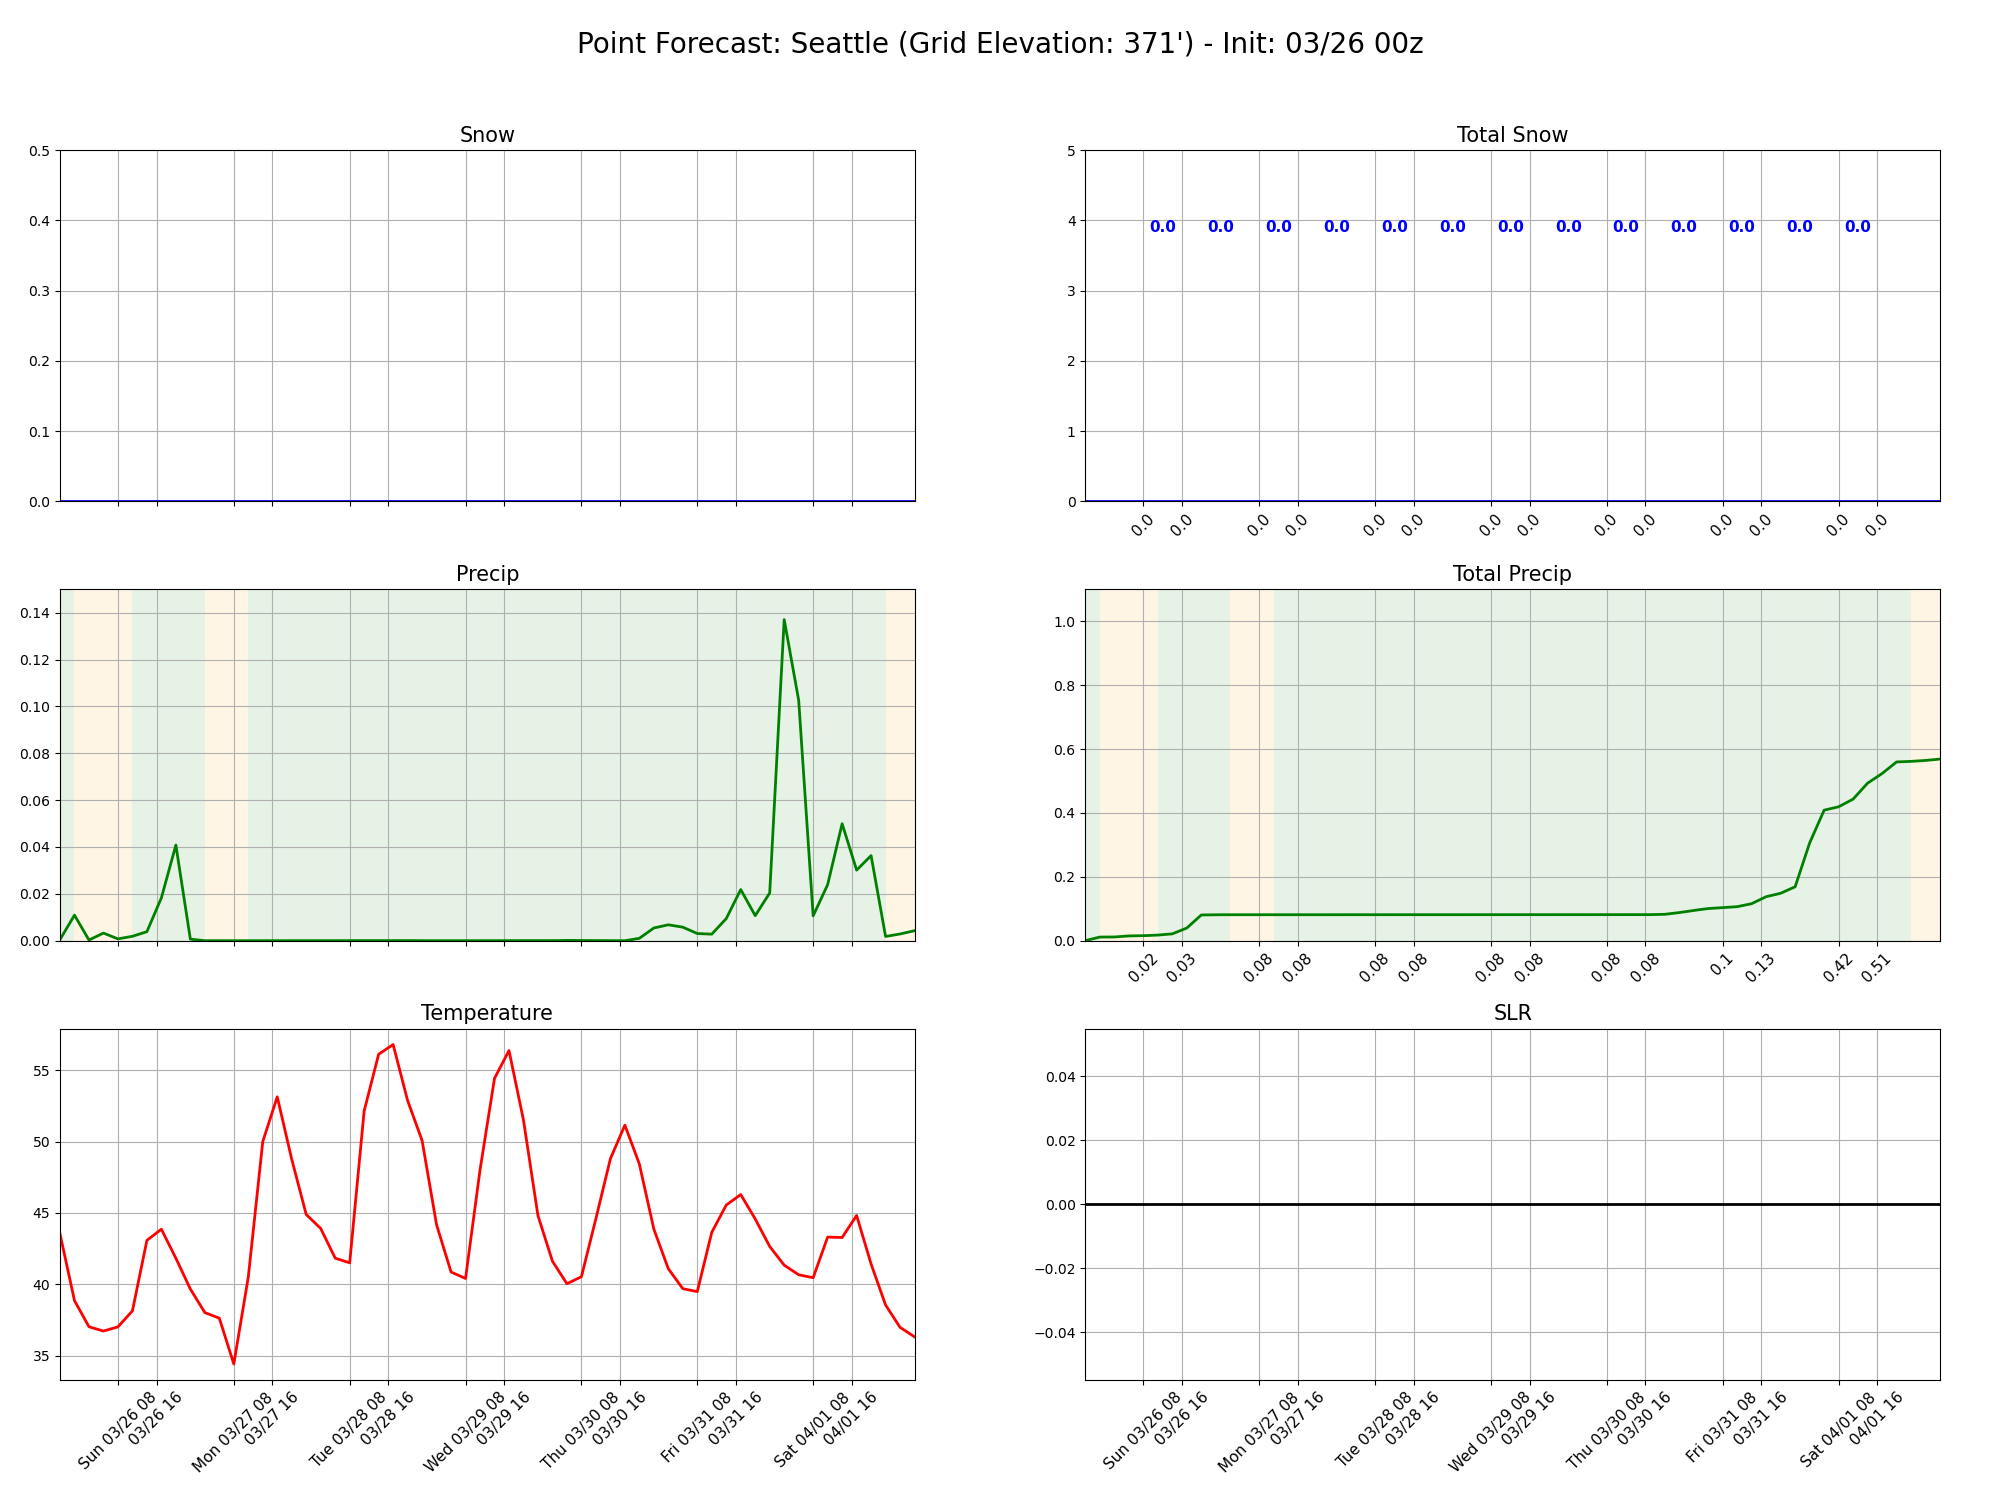 Point Forecast: Seattle (Grid Elevation: 371') - Init: 03/26 00z
Snow
0.5
0.4
0.3
0.2
0.1
0.0
Total Snow
5
4
3
2
1
0
0.0 0.0 0.0 0.0 0.0 0.0 0.0 0.0 0.0 0.0 0.0 0.0 0.0
0.0 0.0 0.0 0.0 0.0 0.0 0.0 0.0 0.0 0.0 0.0 0.0 0.0 0.0
Precip
0.14
0.12
0.10
0.08
0.06
0.04
0.02
0.00
Total Precip
1.0
0.8
0.6
0.4
0.2
0.0
0.02 0.03 0.08 0.08 0.08 0.08 0.08 0.08 0.08 0.08 0.1 0.13 0.42 0.51
Temperature
55
50
45
40
35
Sun 03/26 08
03/26 16
Mon 03/27 08
03/27 16
Tue 03/28 08
03/28 16
Wed 03/29 08
03/29 16
Thu 03/30 08
03/30 16
Fri 03/31 08
03/31 16
Sat 04/01 08
04/01 16
SLR
0.04
0.02
0.00
−0.02
−0.04
Sun 03/26 08
03/26 16
Mon 03/27 08
03/27 16
Tue 03/28 08
03/28 16
Wed 03/29 08
03/29 16
Thu 03/30 08
03/30 16
Fri 03/31 08
03/31 16
Sat 04/01 08
04/01 16